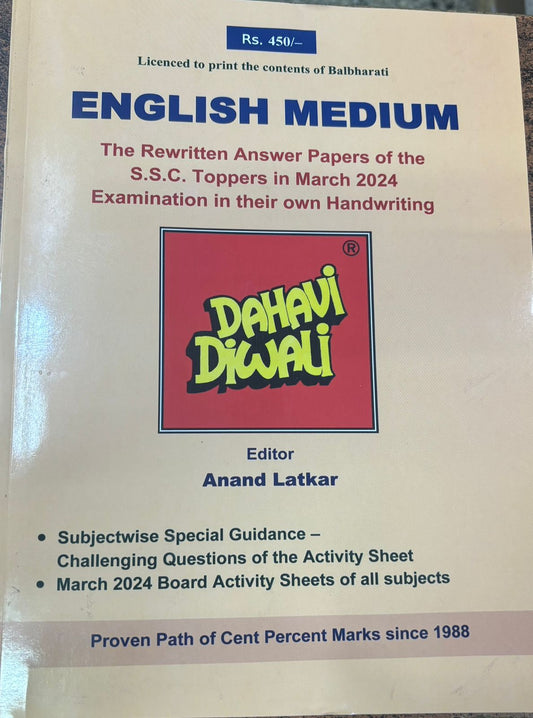 Rs. 450/–
Licenced to print the contents of Balbharati
ENGLISH MEDIUM
The Rewritten Answer Papers of the
S.S.C. Toppers in March 2024
Examination in their own Handwriting
®
DAHAVI
DIWALI
Editor
Anand Latkar
• Subjectwise Special Guidance –
Challenging Questions of the Activity Sheet
• March 2024 Board Activity Sheets of all subjects
Proven Path of Cent Percent Marks since 1988